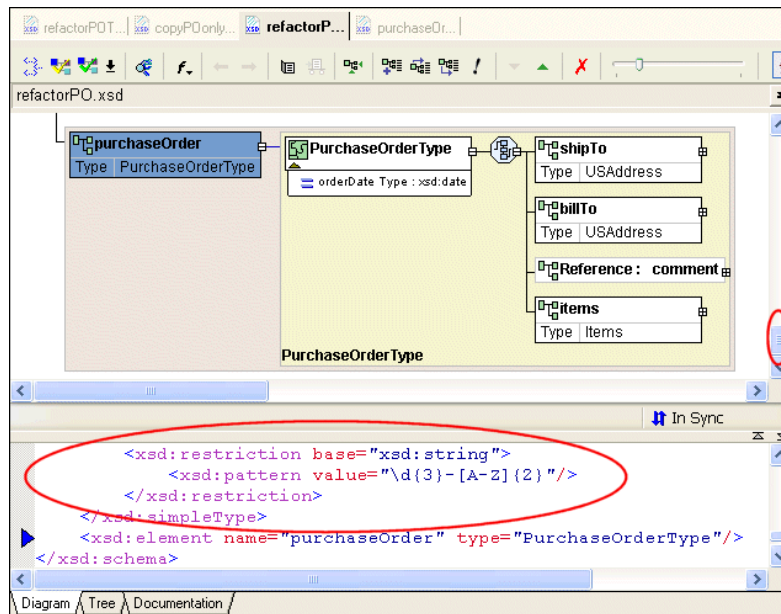 refactorPOT... copyPOonly... refactorP... purchaseOr...
refactorPO.xsd
purchaseOrder
Type PurchaseOrderType
PurchaseOrderType
orderDate Type : xsd:date
shipTo
Type USAddress
billTo
Type USAddress
Reference : comment
items
Type Items
PurchaseOrderType
In Sync
<xsd:restriction base="xsd:string">
<xsd:pattern value="\d{3}-[A-Z]{2}"/>
</xsd:restriction>
</xsd:simpleType>
<xsd:element name="purchaseOrder" type="PurchaseOrderType"/>
</xsd:schema>
Diagram Tree Documentation